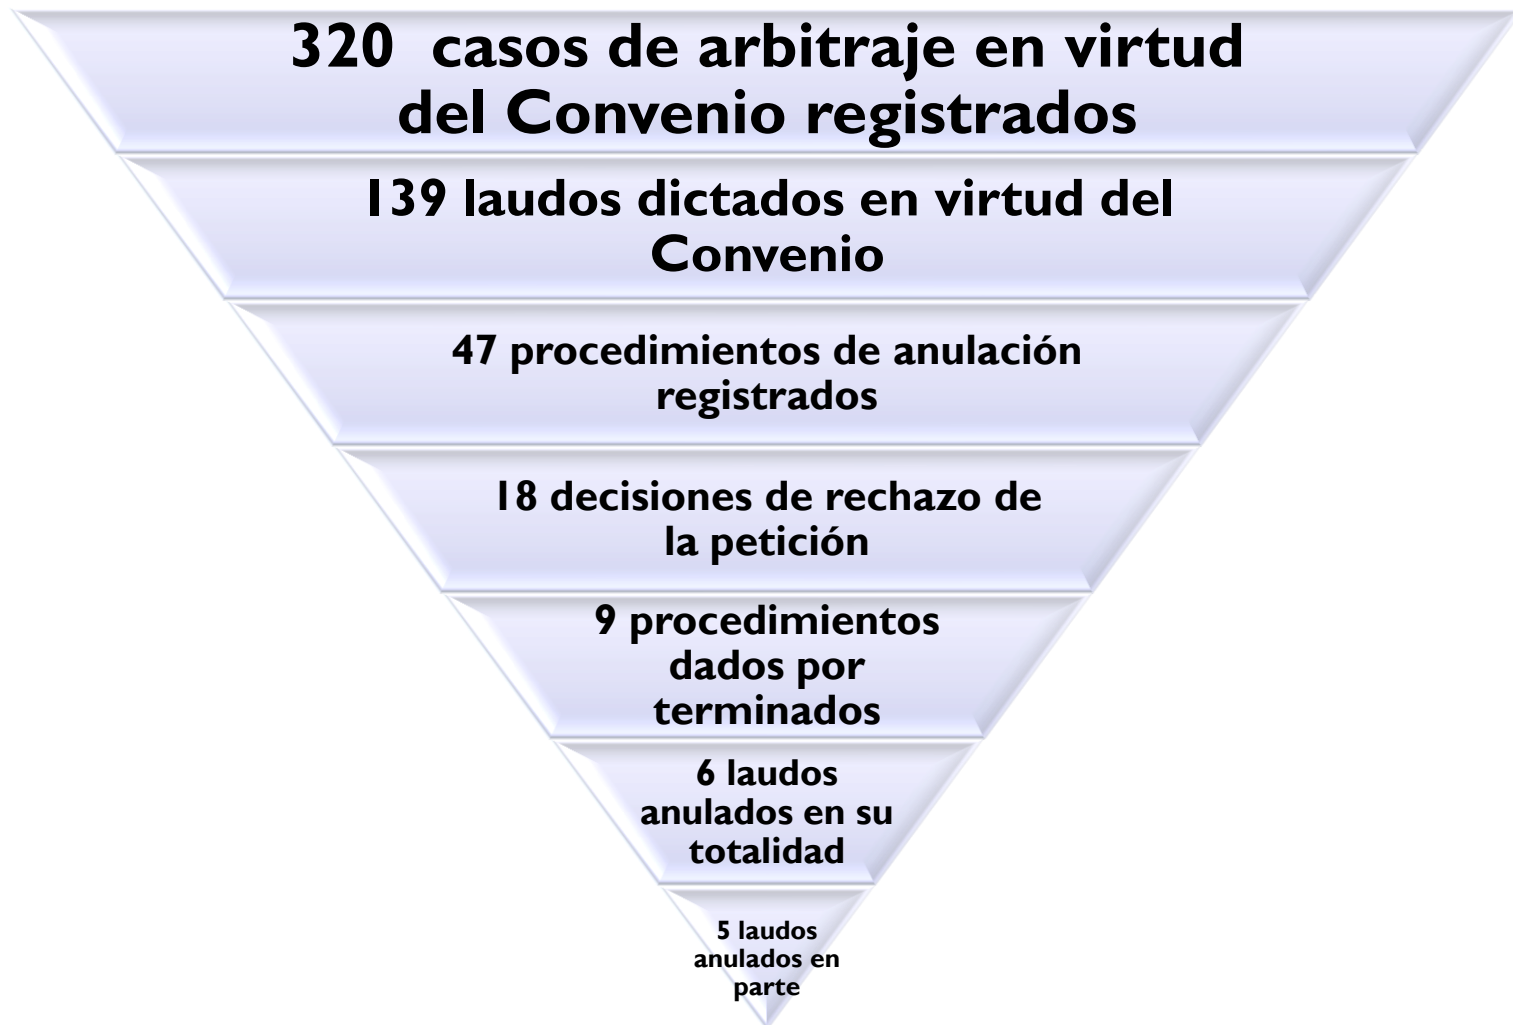 320  casos de arbitraje en virtud
del Convenio registrados
139 laudos dictados en virtud del
Convenio
47 procedimientos de anulación
registrados
18 decisiones de rechazo de
la petición
9 procedimientos
dados por
terminados
6 laudos
anulados en su
totalidad
5 laudos
anulados en
parte